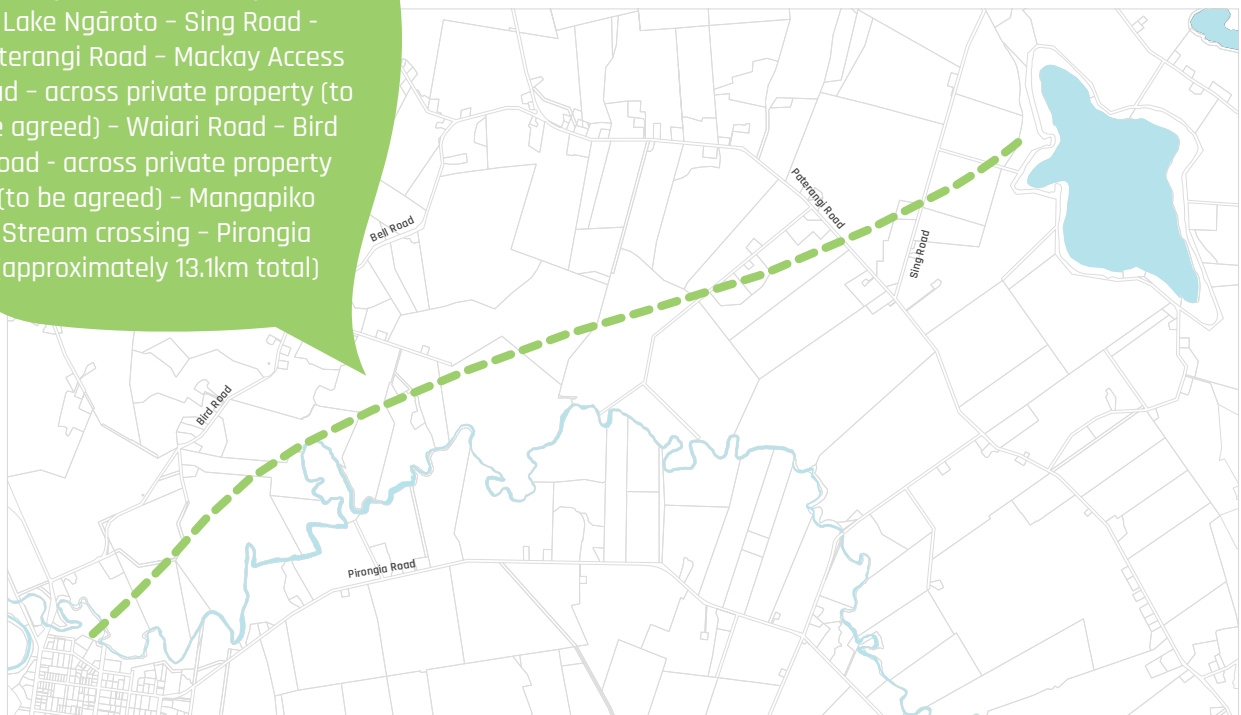 Lake Ngāroto – Sing Road -
terangi Road – Mackay Access
d – across private property (to
e agreed) – Waiari Road – Bird
oad - across private property
(to be agreed) – Mangapiko
Stream crossing – Pirongia
approximately 13.1km total)
Paterangi Road
Bell Road
Sing Road
Bird Road
Pirongia Road